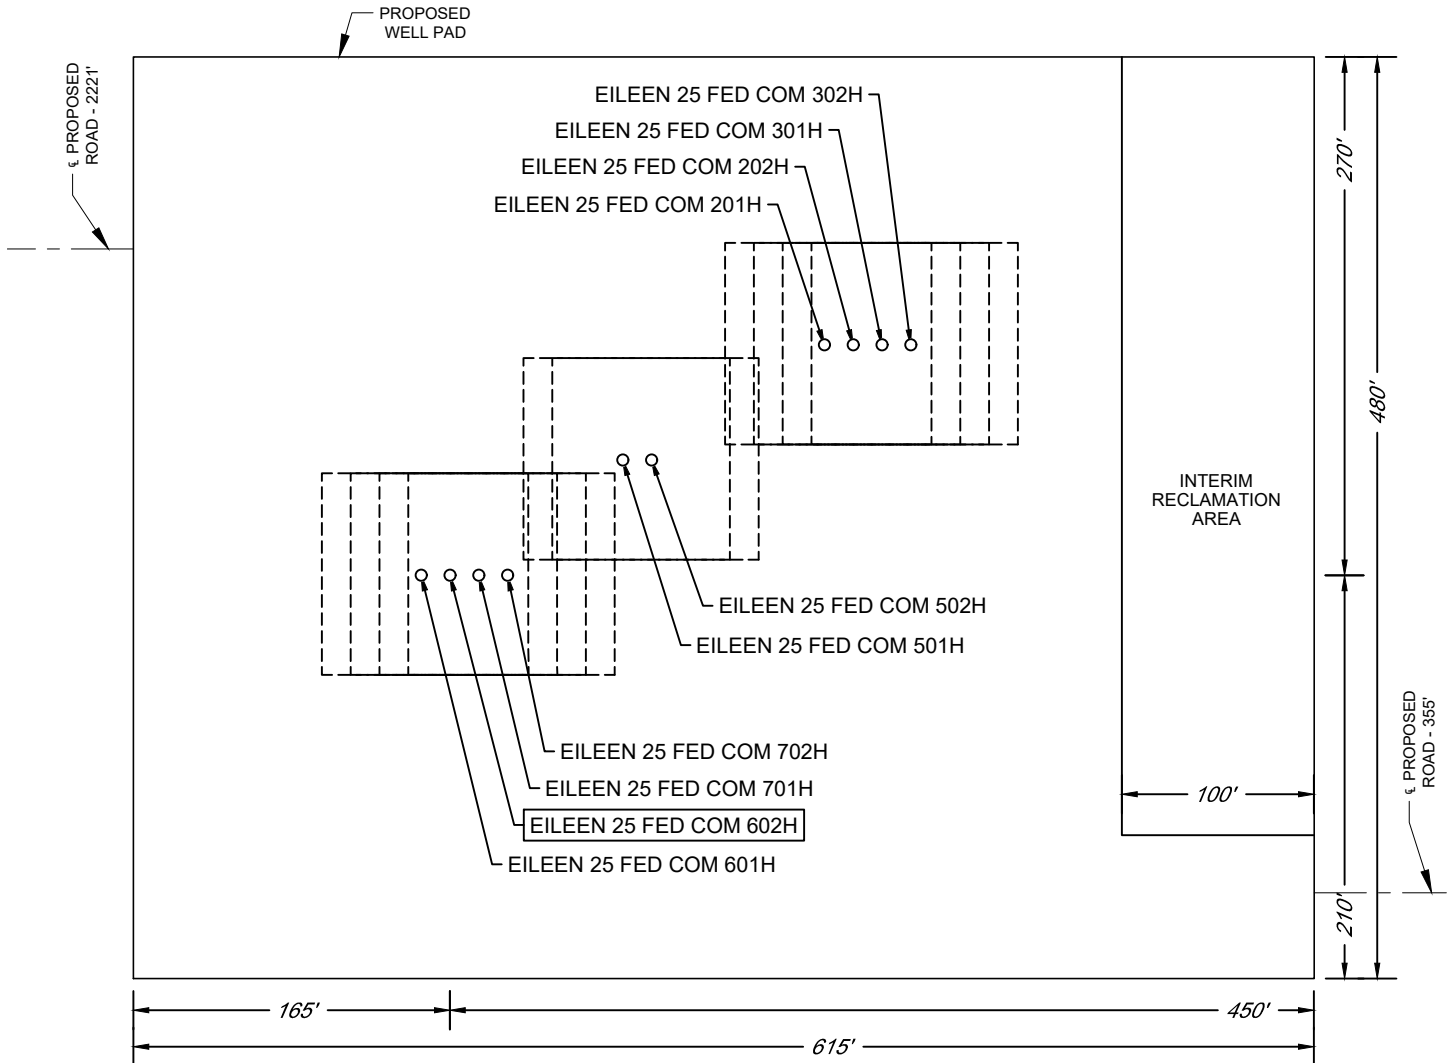 PROPOSED
WELL PAD
℄ PROPOSED
ROAD - 2221'
EILEEN 25 FED COM 302H
EILEEN 25 FED COM 301H
EILEEN 25 FED COM 202H
EILEEN 25 FED COM 201H
270'
480'
INTERIM
RECLAMATION
AREA
EILEEN 25 FED COM 502H
EILEEN 25 FED COM 501H
EILEEN 25 FED COM 702H
EILEEN 25 FED COM 701H
EILEEN 25 FED COM 602H
EILEEN 25 FED COM 601H
100'
℄ PROPOSED
ROAD - 355'
210'
165'
450'
615'